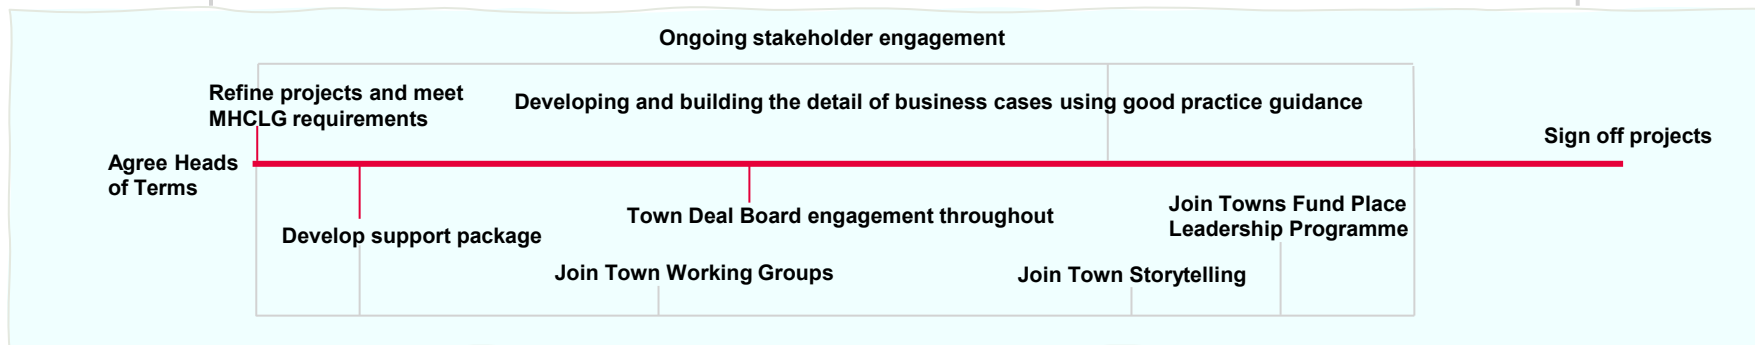 Ongoing stakeholder engagement
Refine projects and meet
MHCLG requirements
Developing and building the detail of business cases using good practice guidance
Sign off projects
Agree Heads
of Terms
Join Towns Fund Place
Leadership Programme
Town Deal Board engagement throughout
Develop support package
Join Town Working Groups
Join Town Storytelling